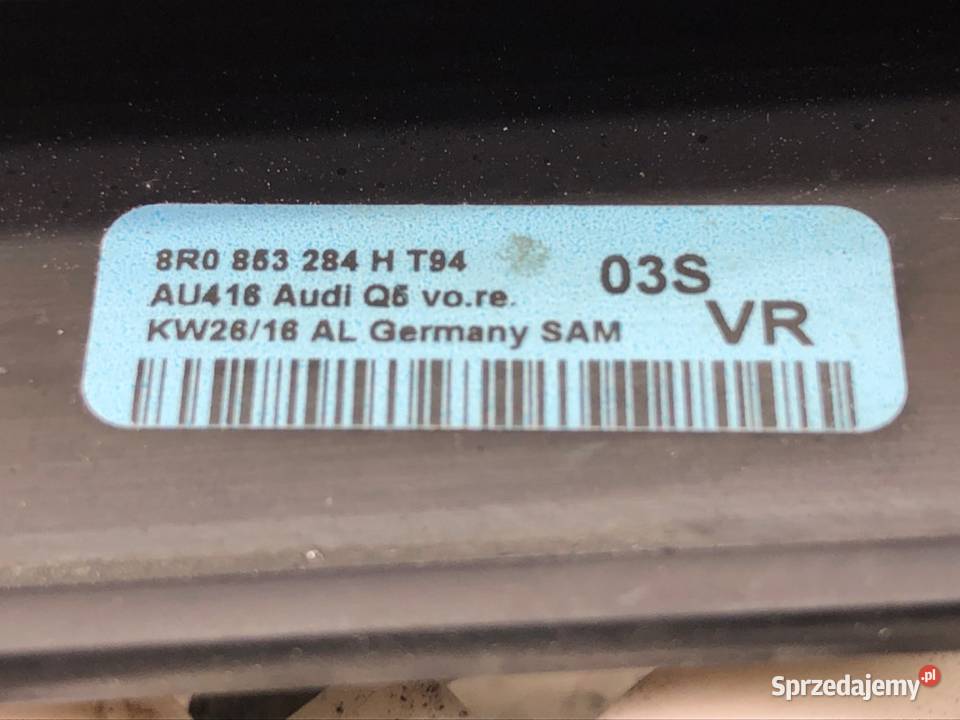 8R0 853 284 H T94
AU416 Audi Q5 vo.re.
KW26/16 AL Germany SAM
03S
VR
Sprzedajemy.pl